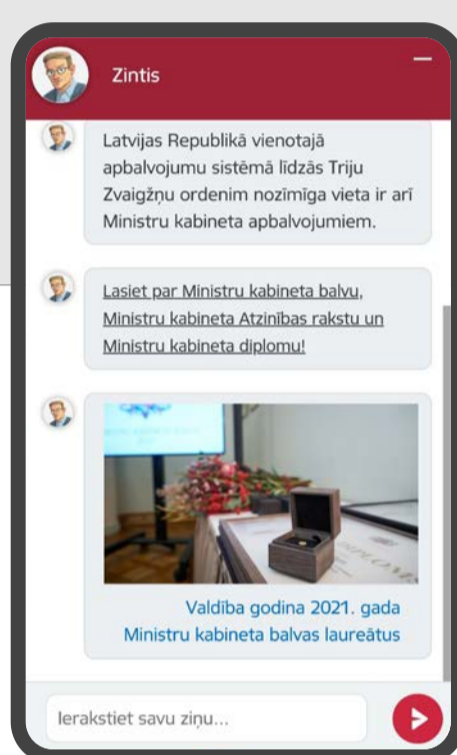 Zintis
Latvijas Republikā vienotajā
apbalvojumu sistēmā līdzās Triju
Zvaigžņu ordenim nozīmīga vieta ir arī
Ministru kabineta apbalvojumiem.
Lasiet par Ministru kabineta balvu,
Ministru kabineta Atzinības rakstu un
Ministru kabineta diplomu!
Valdība godina 2021. gada
Ministru kabineta balvas laureātus
Ierakstiet savu ziņu...